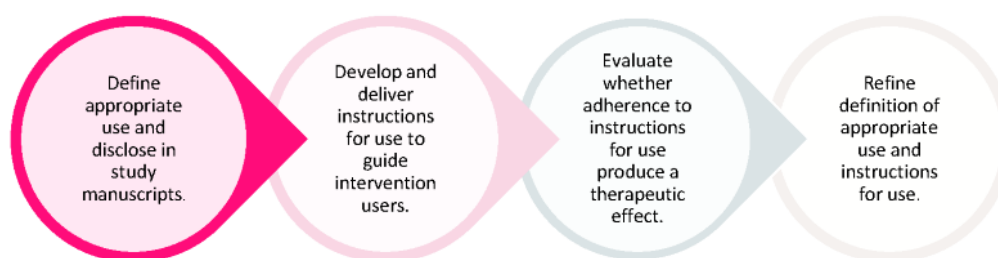 Define
appropriate
use and
disclose in
study
manuscripts.
Develop and
deliver
instructions
for use to
guide
intervention
users.
Evaluate
whether
adherence to
instructions
for use
produce a
therapeutic
effect.
Refine
definition of
appropriate
use and
instructions
for use.